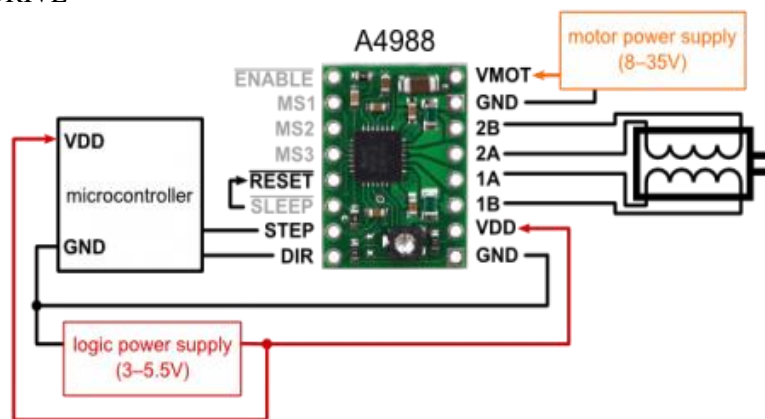 A4988
motor power supply
(8–35V)
ENABLE
MS1
MS2
MS3
RESET
SLEEP
STEP
DIR
VMOT
GND
2B
2A
1A
1B
VDD
GND
VDD
microcontroller
GND
logic power supply
(3–5.5V)